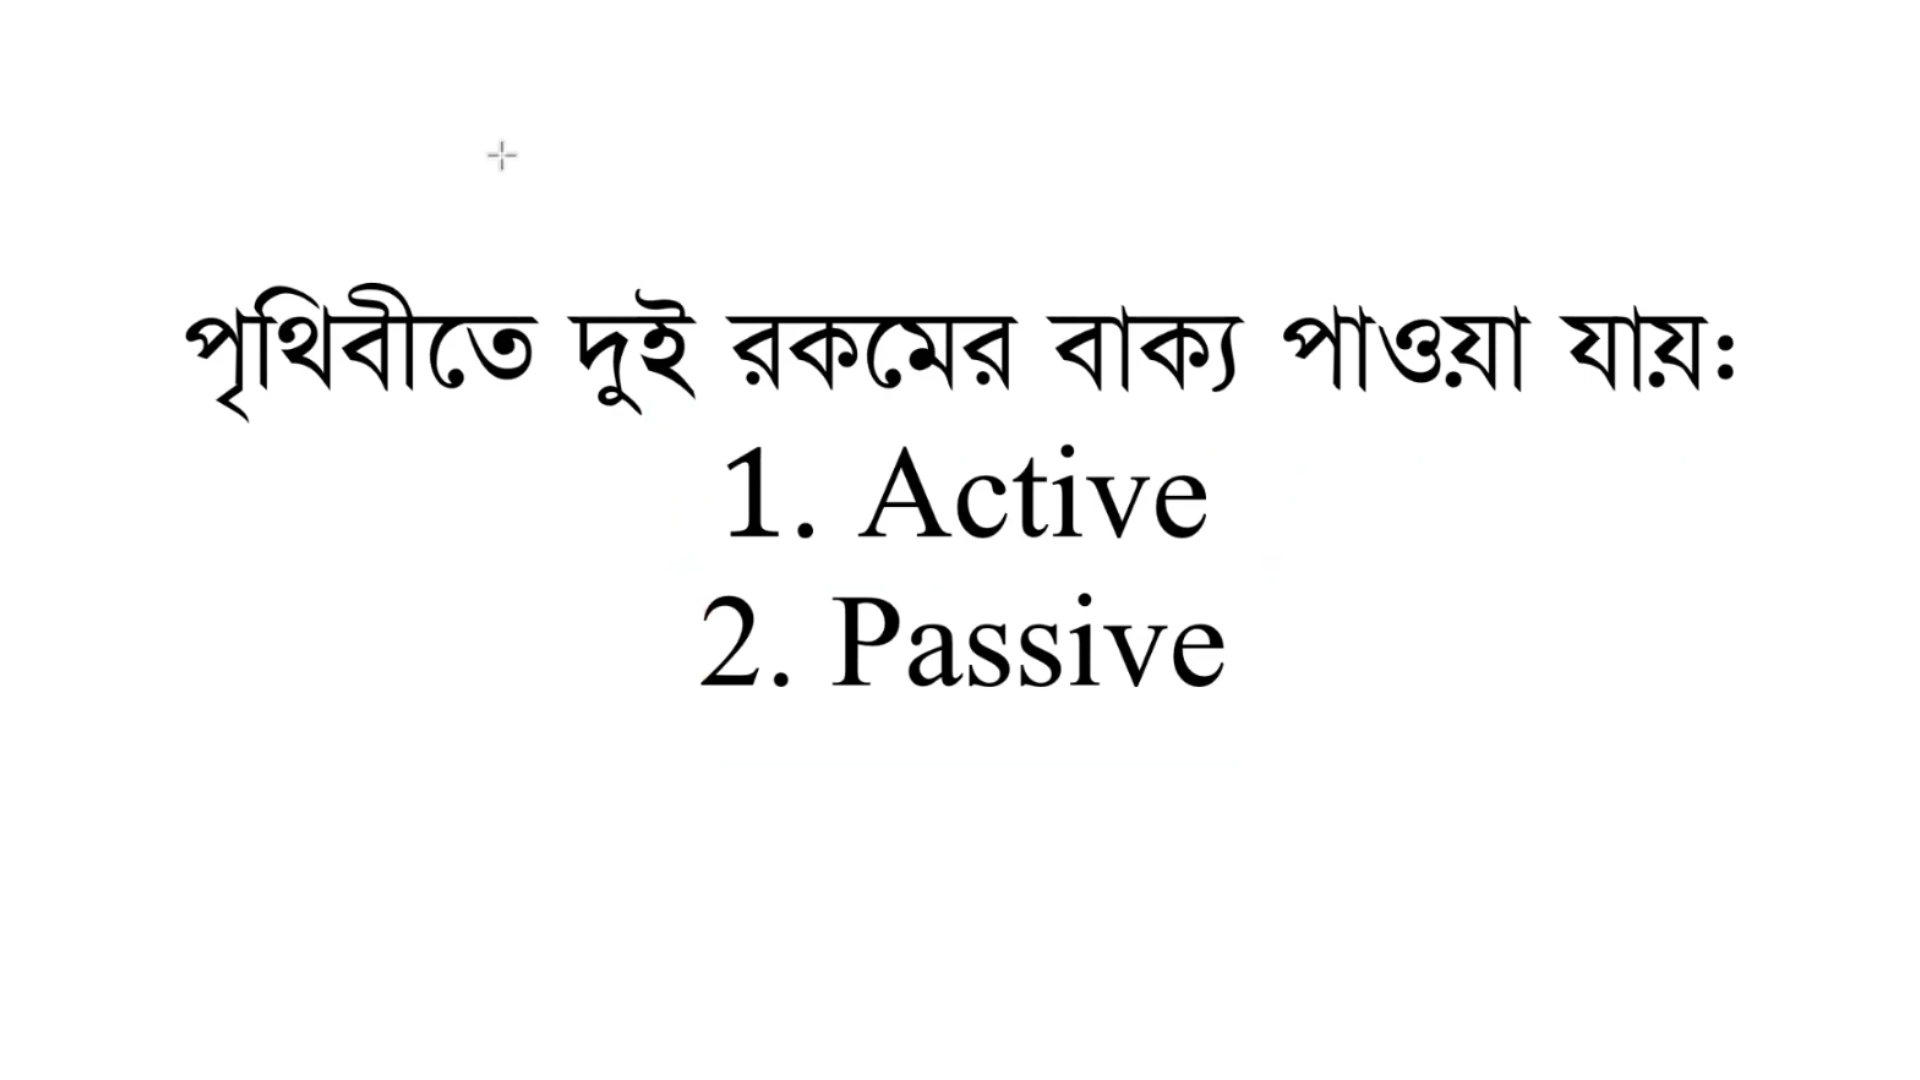 পৃথিবীতে দুই রকমের বাক্য পাওয়া যায়:
1. Active
2. Passive